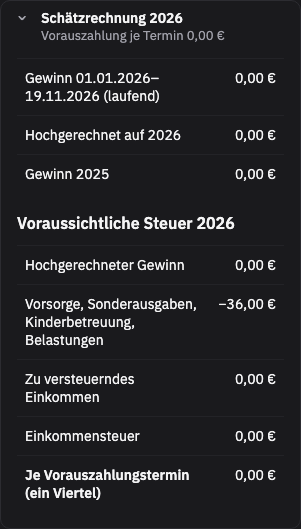 Schätzrechnung 2026
Vorauszahlung je Termin 0,00 €
Gewinn 01.01.2026– 0,00 €
19.11.2026 (laufend)
Hochgerechnet auf 2026 0,00 €
Gewinn 2025 0,00 €
Voraussichtliche Steuer 2026
Hochgerechneter Gewinn 0,00 €
Vorsorge, Sonderausgaben, −36,00 €
Kinderbetreuung,
Belastungen
Zu versteuerndes 0,00 €
Einkommen
Einkommensteuer 0,00 €
Je Vorauszahlungstermin 0,00 €
(ein Viertel)